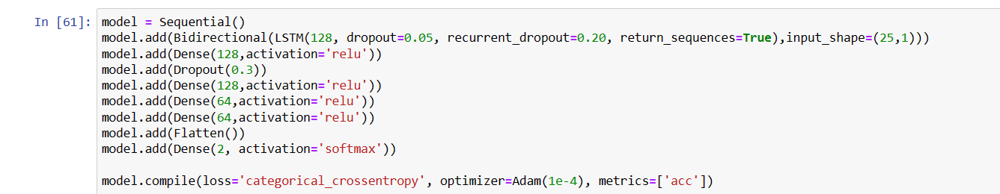 In [61]: model = Sequential()
model.add(Bidirectional(LSTM(128, dropout=0.05, recurrent_dropout=0.20, return_sequences=True),input_shape=(25,1)))
model.add(Dense(128,activation='relu'))
model.add(Dropout(0.3))
model.add(Dense(128,activation='relu'))
model.add(Dense(64,activation='relu'))
model.add(Dense(64,activation='relu'))
model.add(Flatten())
model.add(Dense(2, activation='softmax'))
model.compile(loss='categorical_crossentropy', optimizer=Adam(1e-4), metrics=['acc'])